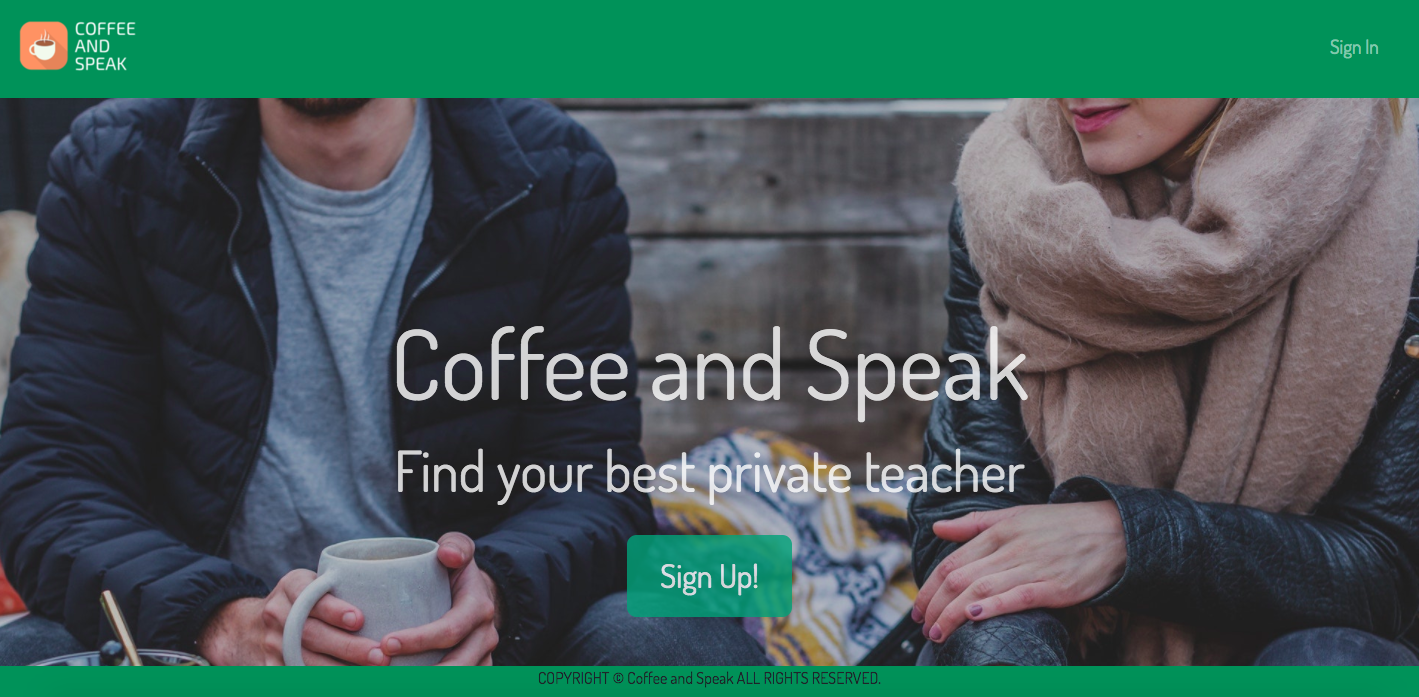 COFFEE
AND
SPEAK
Sign In
Coffee and Speak
Find your best private teacher
Sign Up!
COPYRIGHT © Coffee and Speak ALL RIGHTS RESERVED.